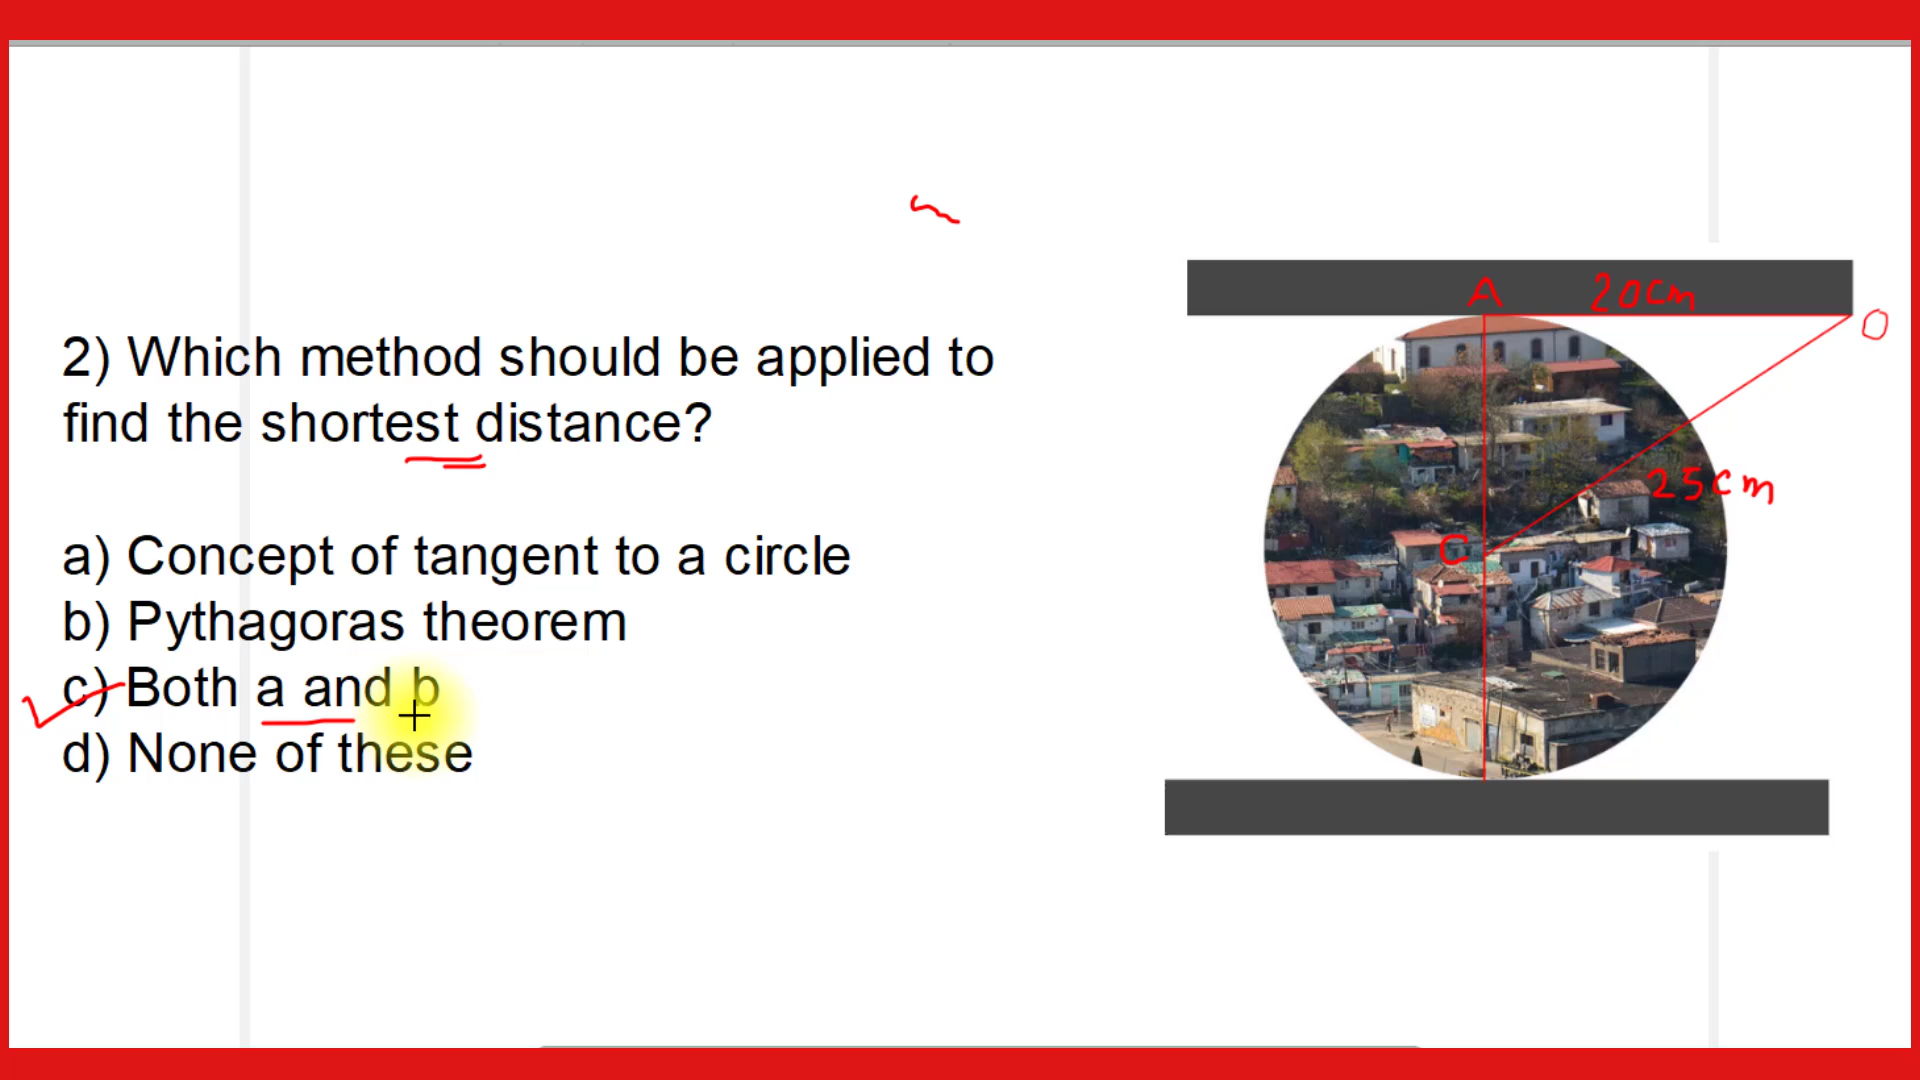 2) Which method should be applied to
find the shortest distance?
a) Concept of tangent to a circle
b) Pythagoras theorem
c) Both a and b
d) None of these
A
20cm
O
25cm
C